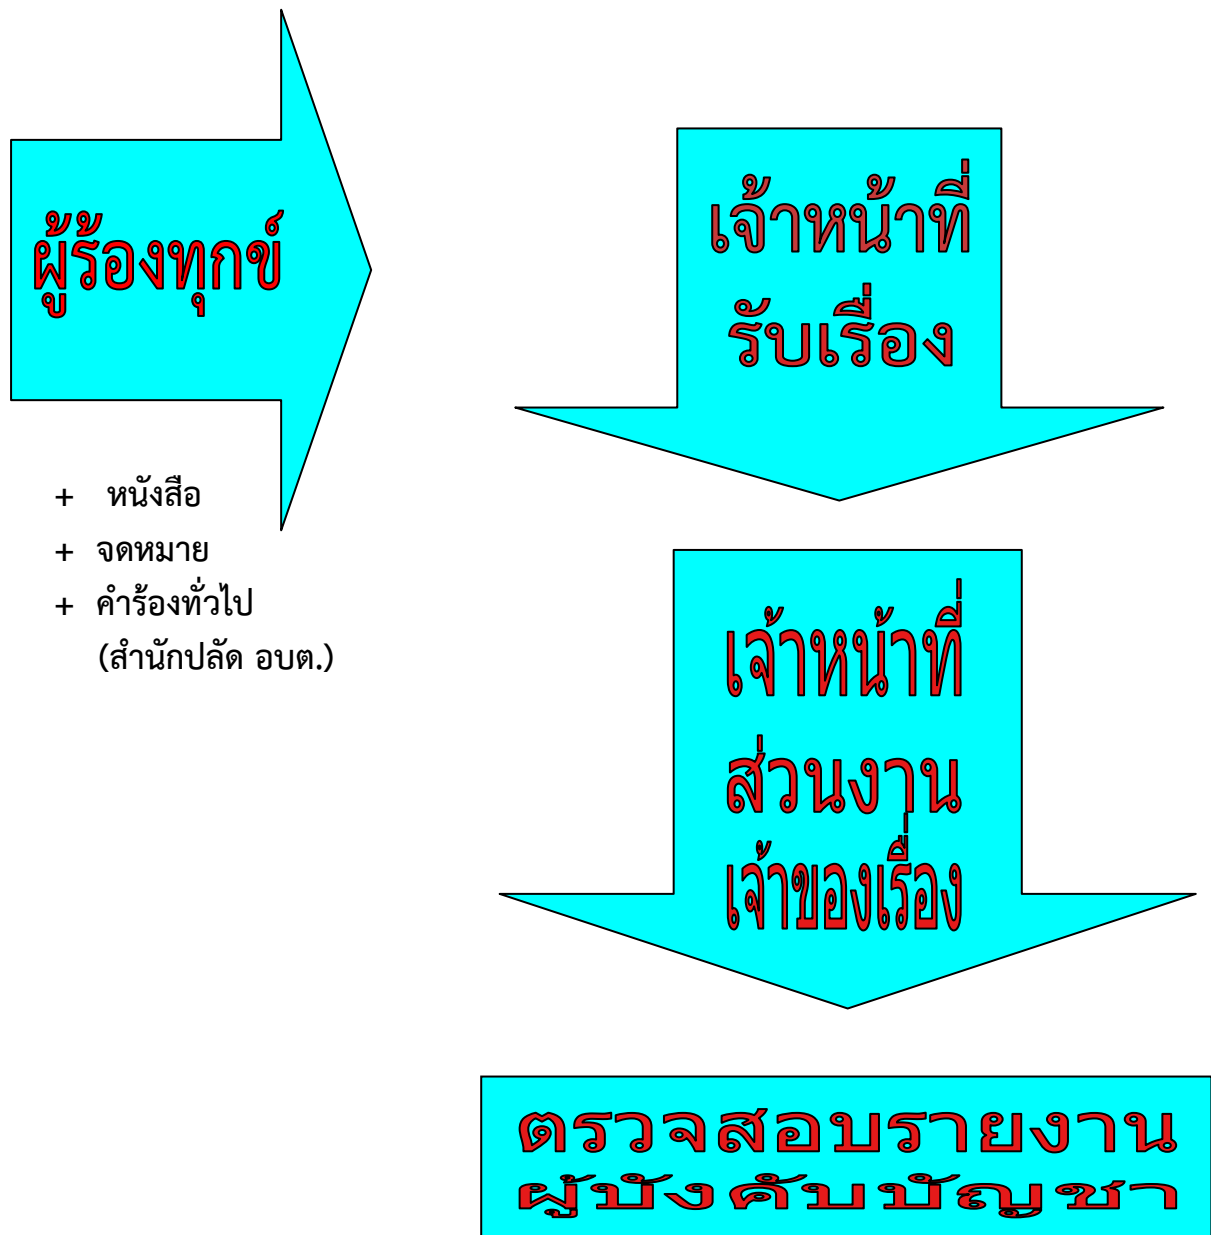 ผู้ร้องทุกข์
+ หนังสือ
+ จดหมาย
+ คำร้องทั่วไป
(สำนักปลัด อบต.)
เจ้าหน้าที่
รับเรื่อง
เจ้าหน้าที่
ส่วนงาน
เจ้าของเรื่อง
ตรวจสอบรายงาน
ผู้บังคับบัญชา